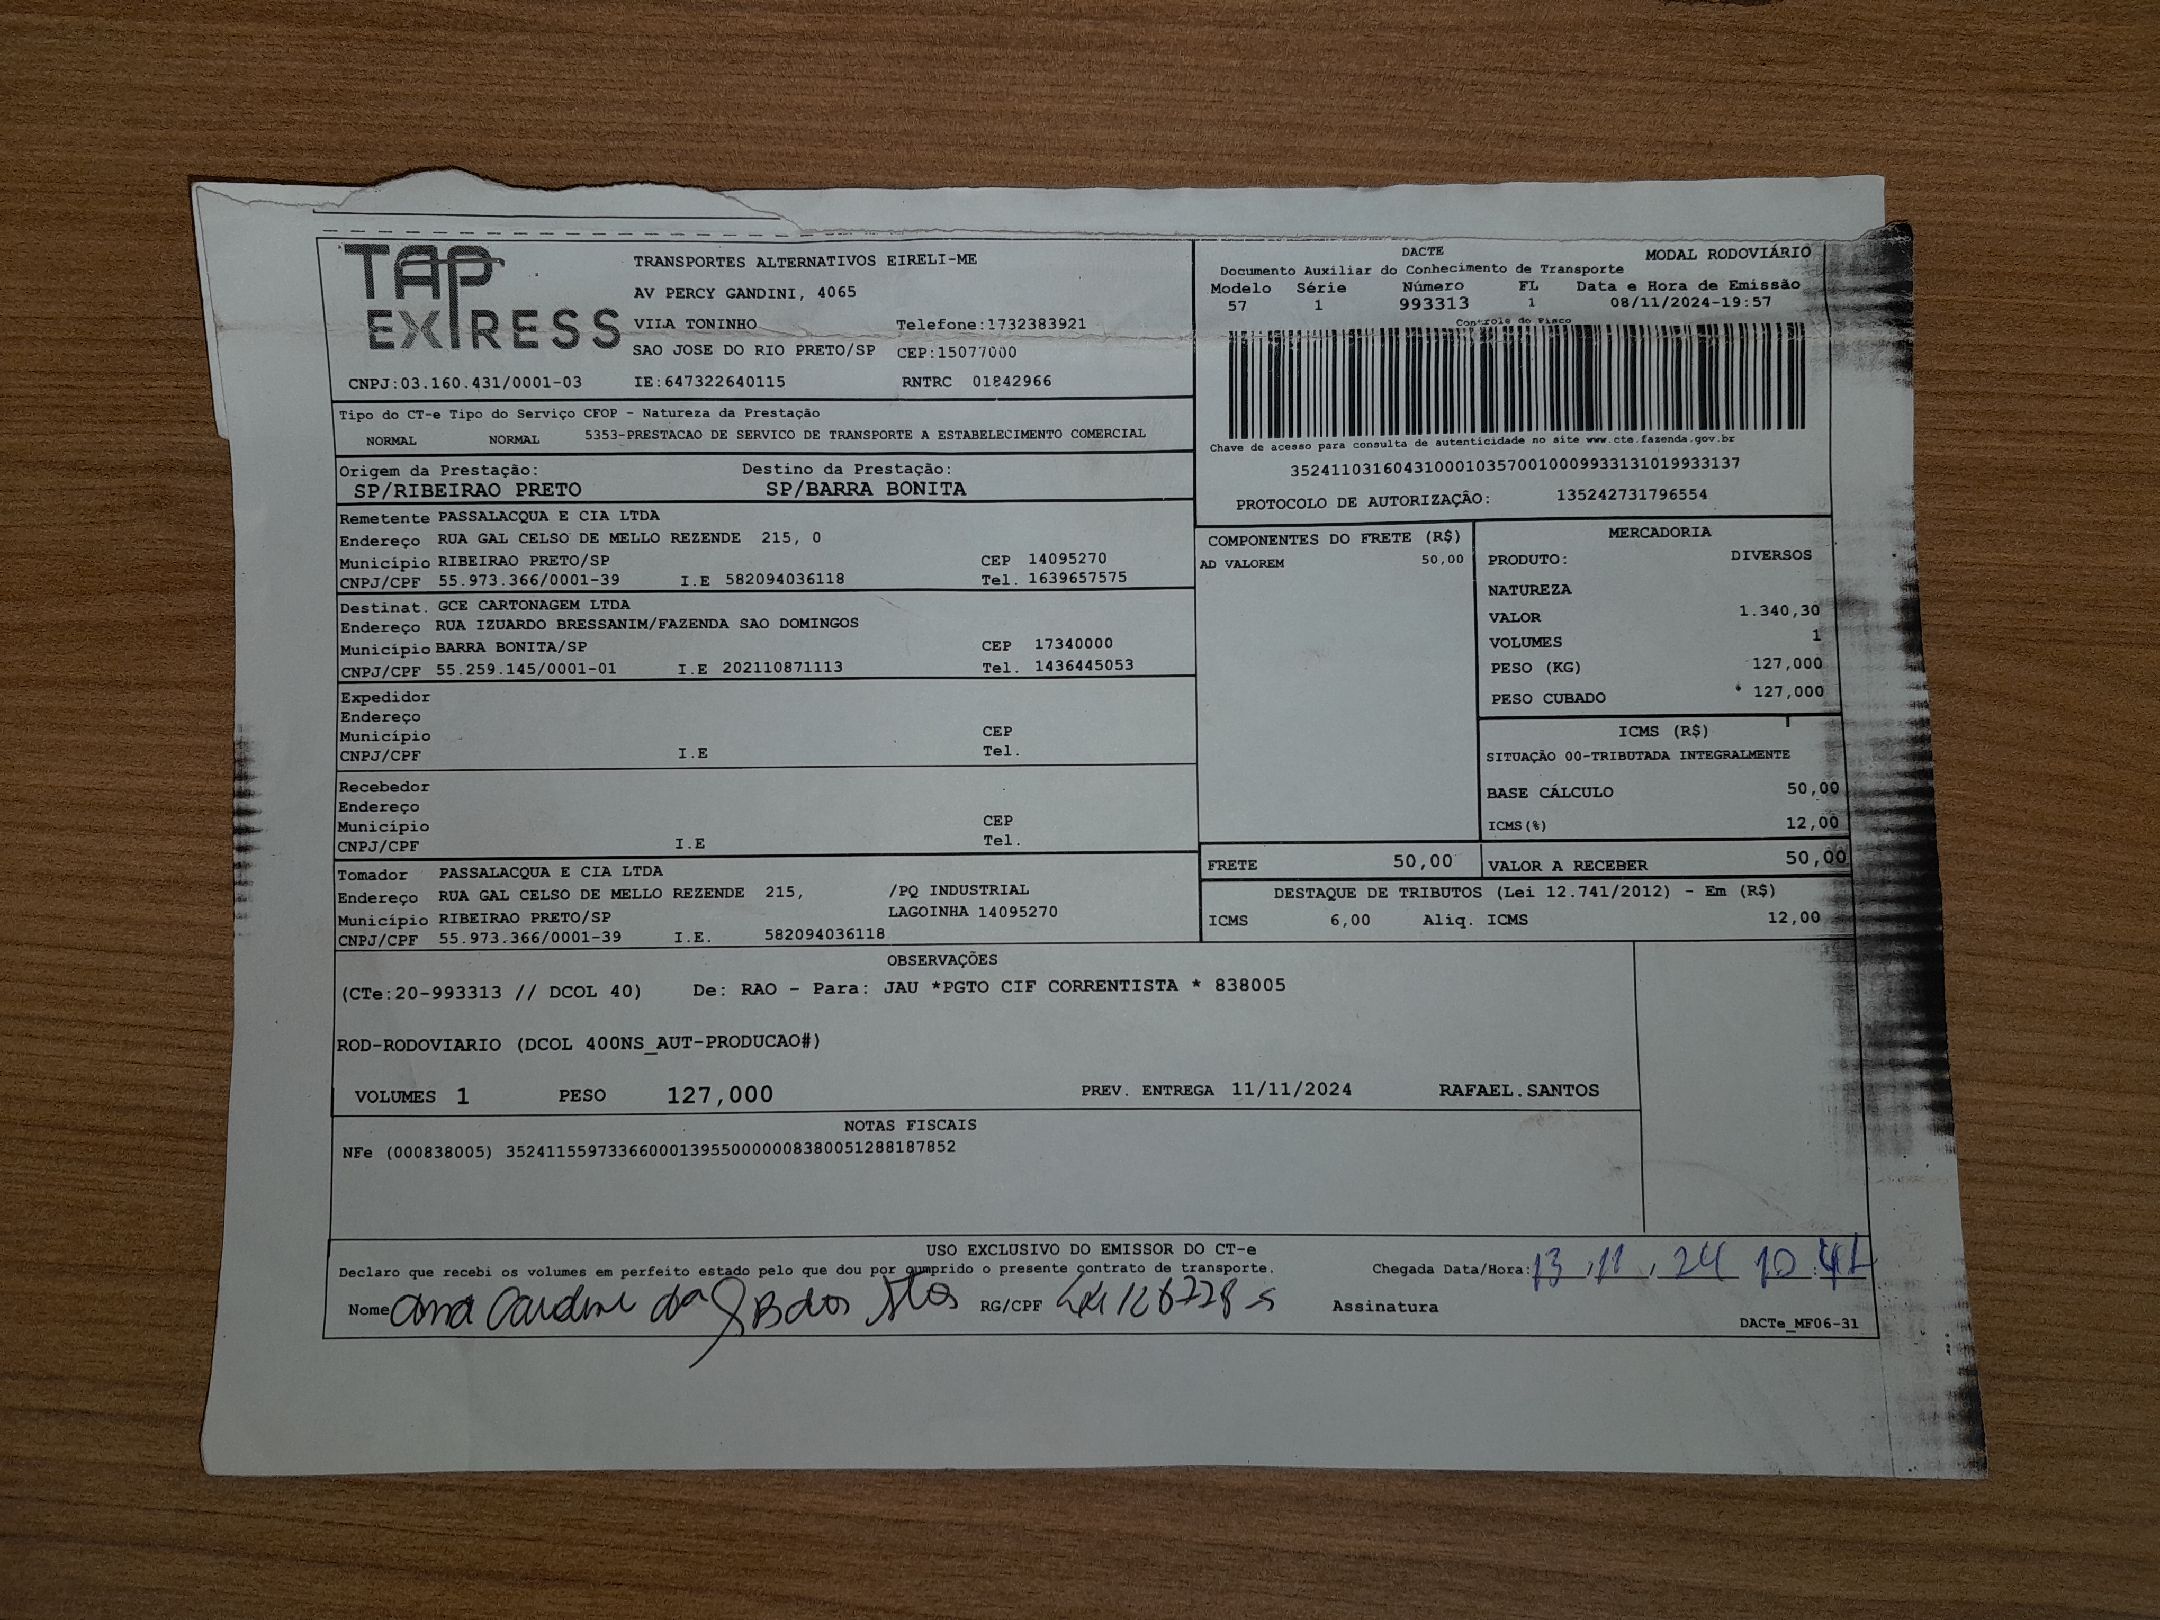 TAP EXPRESS
TRANSPORTES ALTERNATIVOS EIRELI-ME
AV PERCY GANDINI, 4065
VILA TONINHO Telefone:1732383921
SAO JOSE DO RIO PRETO/SP CEP:15077000
CNPJ:03.160.431/0001-03 IE:647322640115 RNTRC 01842966
DACTE MODAL RODOVIÁRIO
Documento Auxiliar do Conhecimento de Transporte
Modelo Série Número FL Data e Hora de Emissão
57 1 993313 1 08/11/2024-19:57
Controle do Fisco
Chave de acesso para consulta de autenticidade no site www.cte.fazenda.gov.br
35241103160431000103570010009933131019933137
PROTOCOLO DE AUTORIZAÇÃO: 135242731796554
Tipo do CT-e Tipo do Serviço CFOP - Natureza da Prestação
NORMAL NORMAL 5353-PRESTACAO DE SERVICO DE TRANSPORTE A ESTABELECIMENTO COMERCIAL
Origem da Prestação: Destino da Prestação:
SP/RIBEIRAO PRETO SP/BARRA BONITA
Remetente PASSALACQUA E CIA LTDA
Endereço RUA GAL CELSO DE MELLO REZENDE 215, 0
Município RIBEIRAO PRETO/SP CEP 14095270
CNPJ/CPF 55.973.366/0001-39 I.E 582094036118 Tel. 1639657575
Destinat. GCE CARTONAGEM LTDA
Endereço RUA IZUARDO BRESSANIM/FAZENDA SAO DOMINGOS
Município BARRA BONITA/SP CEP 17340000
CNPJ/CPF 55.259.145/0001-01 I.E 202110871113 Tel. 1436445053
Expedidor
Endereço
Município CEP
CNPJ/CPF I.E Tel.
Recebedor
Endereço
Município CEP
CNPJ/CPF I.E Tel.
Tomador PASSALACQUA E CIA LTDA
Endereço RUA GAL CELSO DE MELLO REZENDE 215, /PQ INDUSTRIAL
Município RIBEIRAO PRETO/SP LAGOINHA 14095270
CNPJ/CPF 55.973.366/0001-39 I.E. 582094036118
COMPONENTES DO FRETE (R$)
AD VALOREM 50,00
MERCADORIA
PRODUTO: DIVERSOS
NATUREZA
VALOR 1.340,30
VOLUMES 1
PESO (KG) 127,000
PESO CUBADO 127,000
ICMS (R$)
SITUAÇÃO 00-TRIBUTADA INTEGRALMENTE
BASE CÁLCULO 50,00
ICMS(%) 12,00
FRETE 50,00 VALOR A RECEBER 50,00
DESTAQUE DE TRIBUTOS (Lei 12.741/2012) - Em (R$)
ICMS 6,00 Aliq. ICMS 12,00
OBSERVAÇÕES
(CTe:20-993313 // DCOL 40) De: RAO - Para: JAU *PGTO CIF CORRENTISTA * 838005
ROD-RODOVIARIO (DCOL 400NS_AUT-PRODUCAO#)
VOLUMES 1 PESO 127,000 PREV. ENTREGA 11/11/2024 RAFAEL.SANTOS
NOTAS FISCAIS
NFe (000838005) 35241155973366000139550000008380051288187852
USO EXCLUSIVO DO EMISSOR DO CT-e
Declaro que recebi os volumes em perfeito estado pelo que dou por cumprido o presente contrato de transporte. Chegada Data/Hora: 13 11 24 10:41
Nome Ana Caroline da dos RG/CPF Assinatura
DACTe_MF06-31